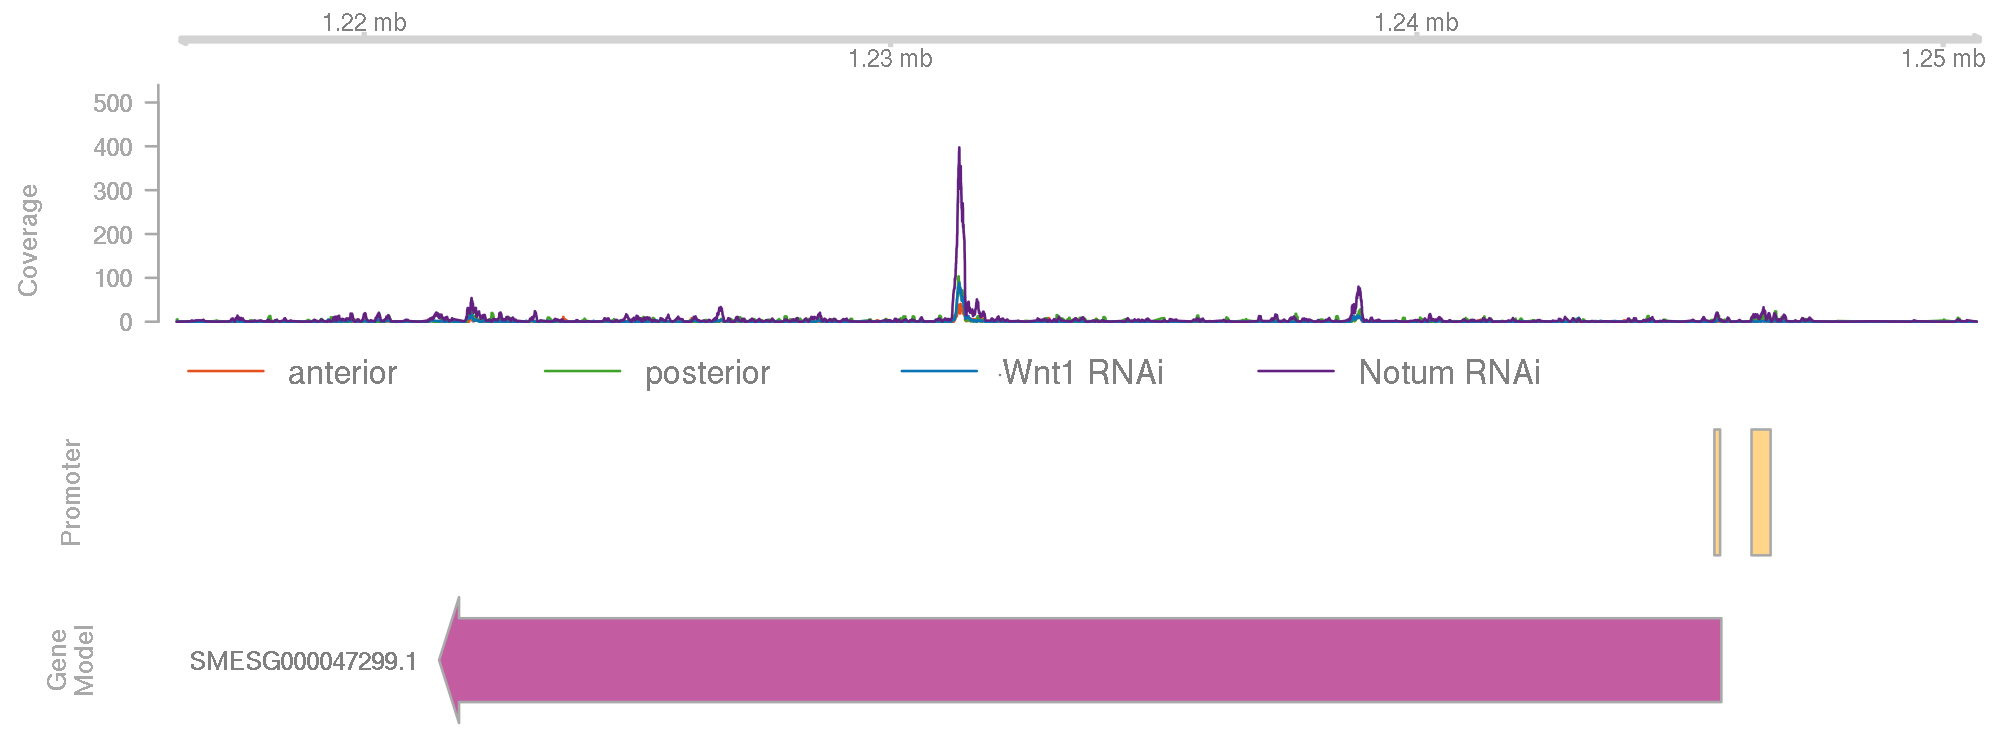 1.22 mb
1.24 mb
1.23 mb
1.25 mb
Coverage
500
400
300
200
100
0
anterior
posterior
Wnt1 RNAi
Notum RNAi
Promoter
Gene
Model
SMESG000047299.1